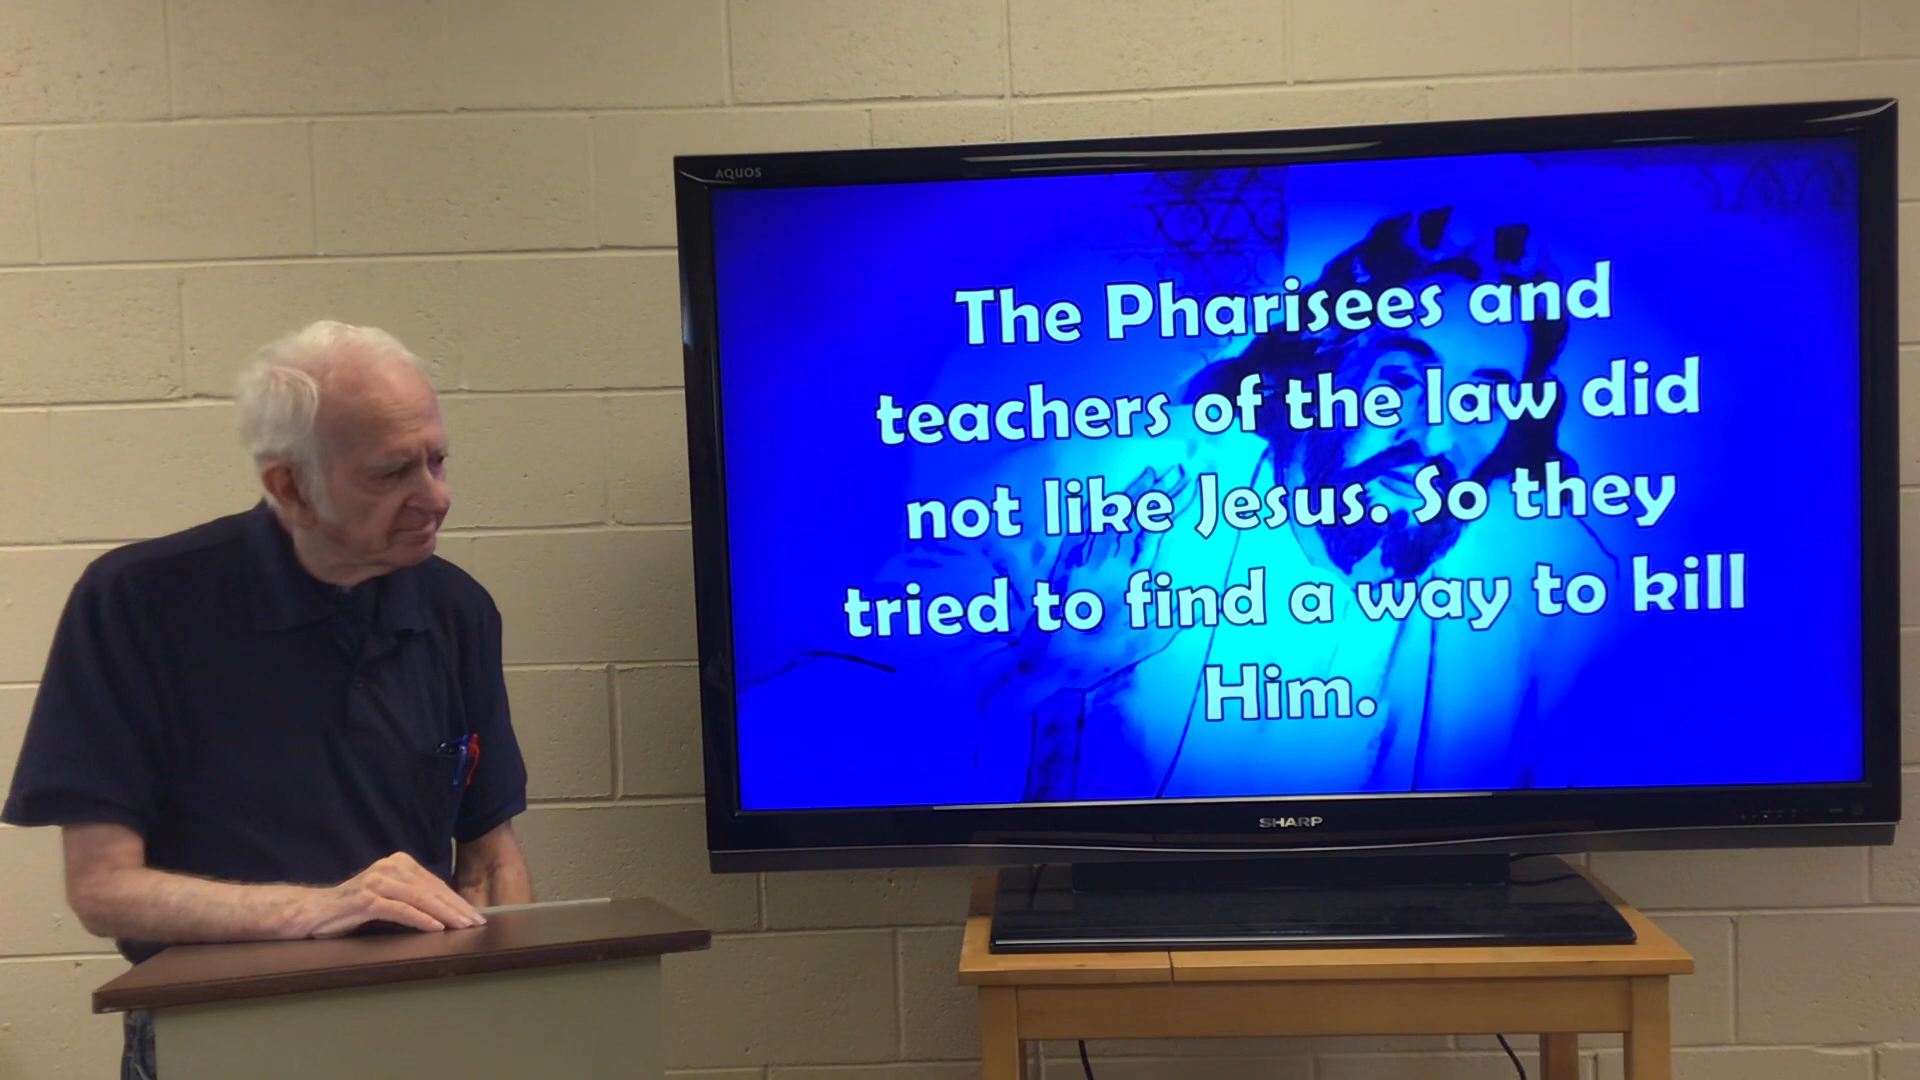 AQUOS
The Pharisees and
teachers of the law did
not like Jesus. So they
tried to find a way to kill
Him.
SHARP